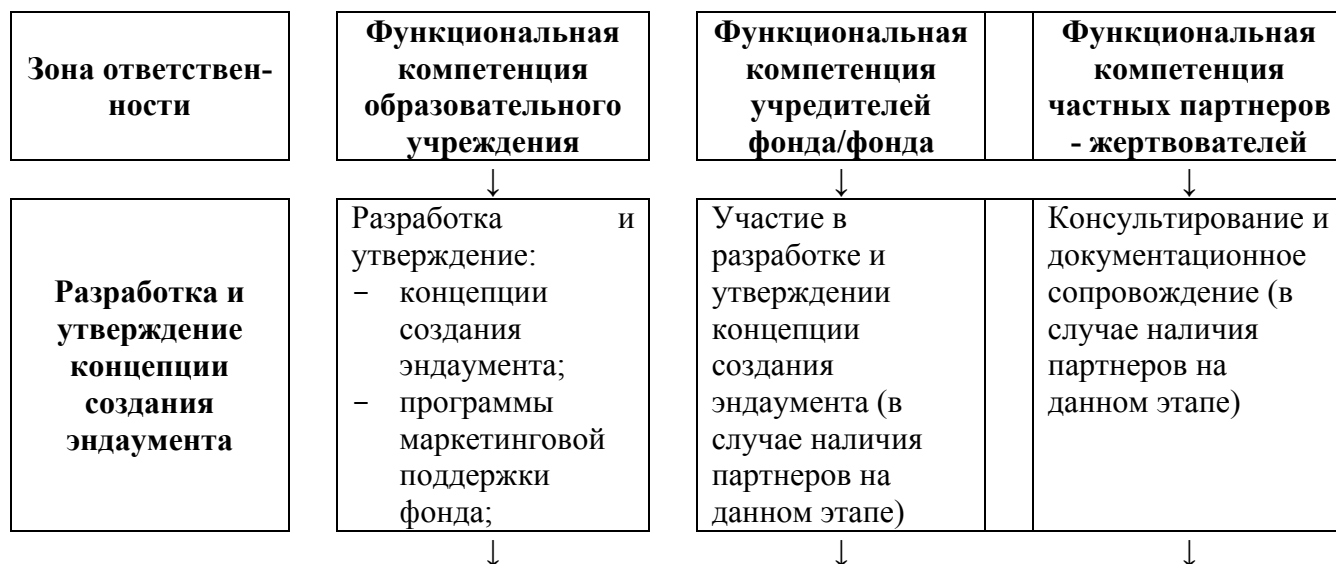 Зона ответствен-
ности
Функциональная
компетенция
образовательного
учреждения
Функциональная
компетенция
учредителей
фонда/фонда
Функциональная
компетенция
частных партнеров
- жертвователей
↓
↓
↓
Разработка и
утверждение
концепции
создания
эндаумента
Разработка и
утверждение:
− концепции
создания
эндаумента;
− программы
маркетинговой
поддержки
фонда;
Участие в
разработке и
утверждении
концепции
создания
эндаумента (в
случае наличия
партнеров на
данном этапе)
Консультирование и
документационное
сопровождение (в
случае наличия
партнеров на
данном этапе)
↓
↓
↓